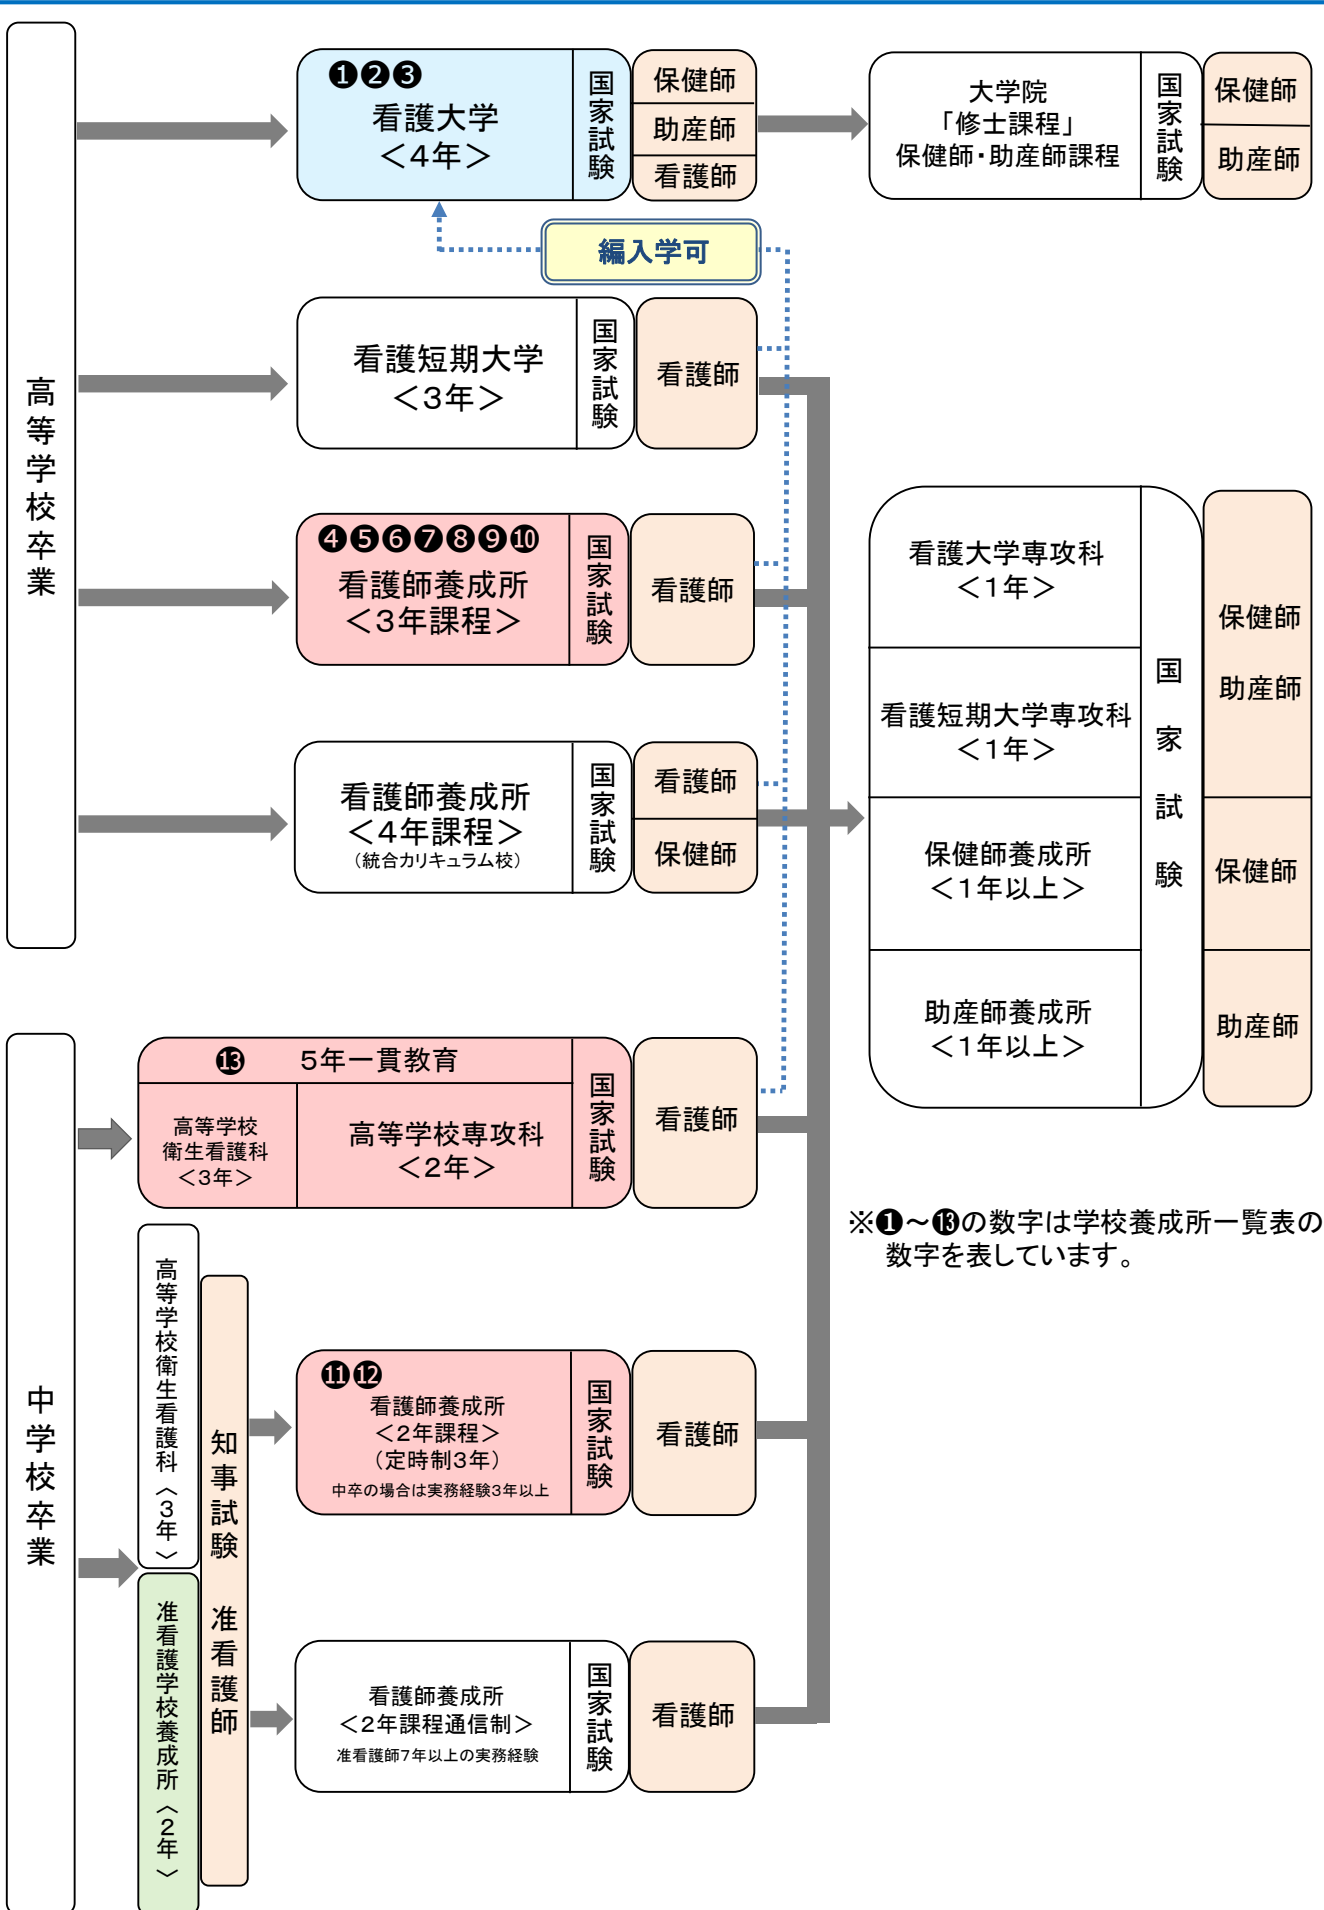 高等学校卒業
❶❷❸
看護大学
＜4年＞
国家試験
保健師
助産師
看護師
大学院
「修士課程」
保健師・助産師課程
国家試験
保健師
助産師
編入学可
看護短期大学
＜3年＞
国家試験
看護師
❹❺❻❼❽❾❿
看護師養成所
＜3年課程＞
国家試験
看護師
看護師養成所
＜4年課程＞
（統合カリキュラム校）
国家試験
看護師
保健師
看護大学専攻科
＜1年＞
看護短期大学専攻科
＜1年＞
保健師養成所
＜1年以上＞
助産師養成所
＜1年以上＞
国家試験
保健師
助産師
保健師
助産師
中学校卒業
⓭ 5年一貫教育
高等学校
衛生看護科
＜3年＞
高等学校専攻科
＜2年＞
国家試験
看護師
※❶～⓭の数字は学校養成所一覧表の
数字を表しています。
高等学校衛生看護科〈3年〉
准看護学校養成所〈2年〉
知事試験 准看護師
⓫⓬
看護師養成所
＜2年課程＞
（定時制3年）
中卒の場合は実務経験3年以上
国家試験
看護師
看護師養成所
＜2年課程通信制＞
准看護師7年以上の実務経験
国家試験
看護師